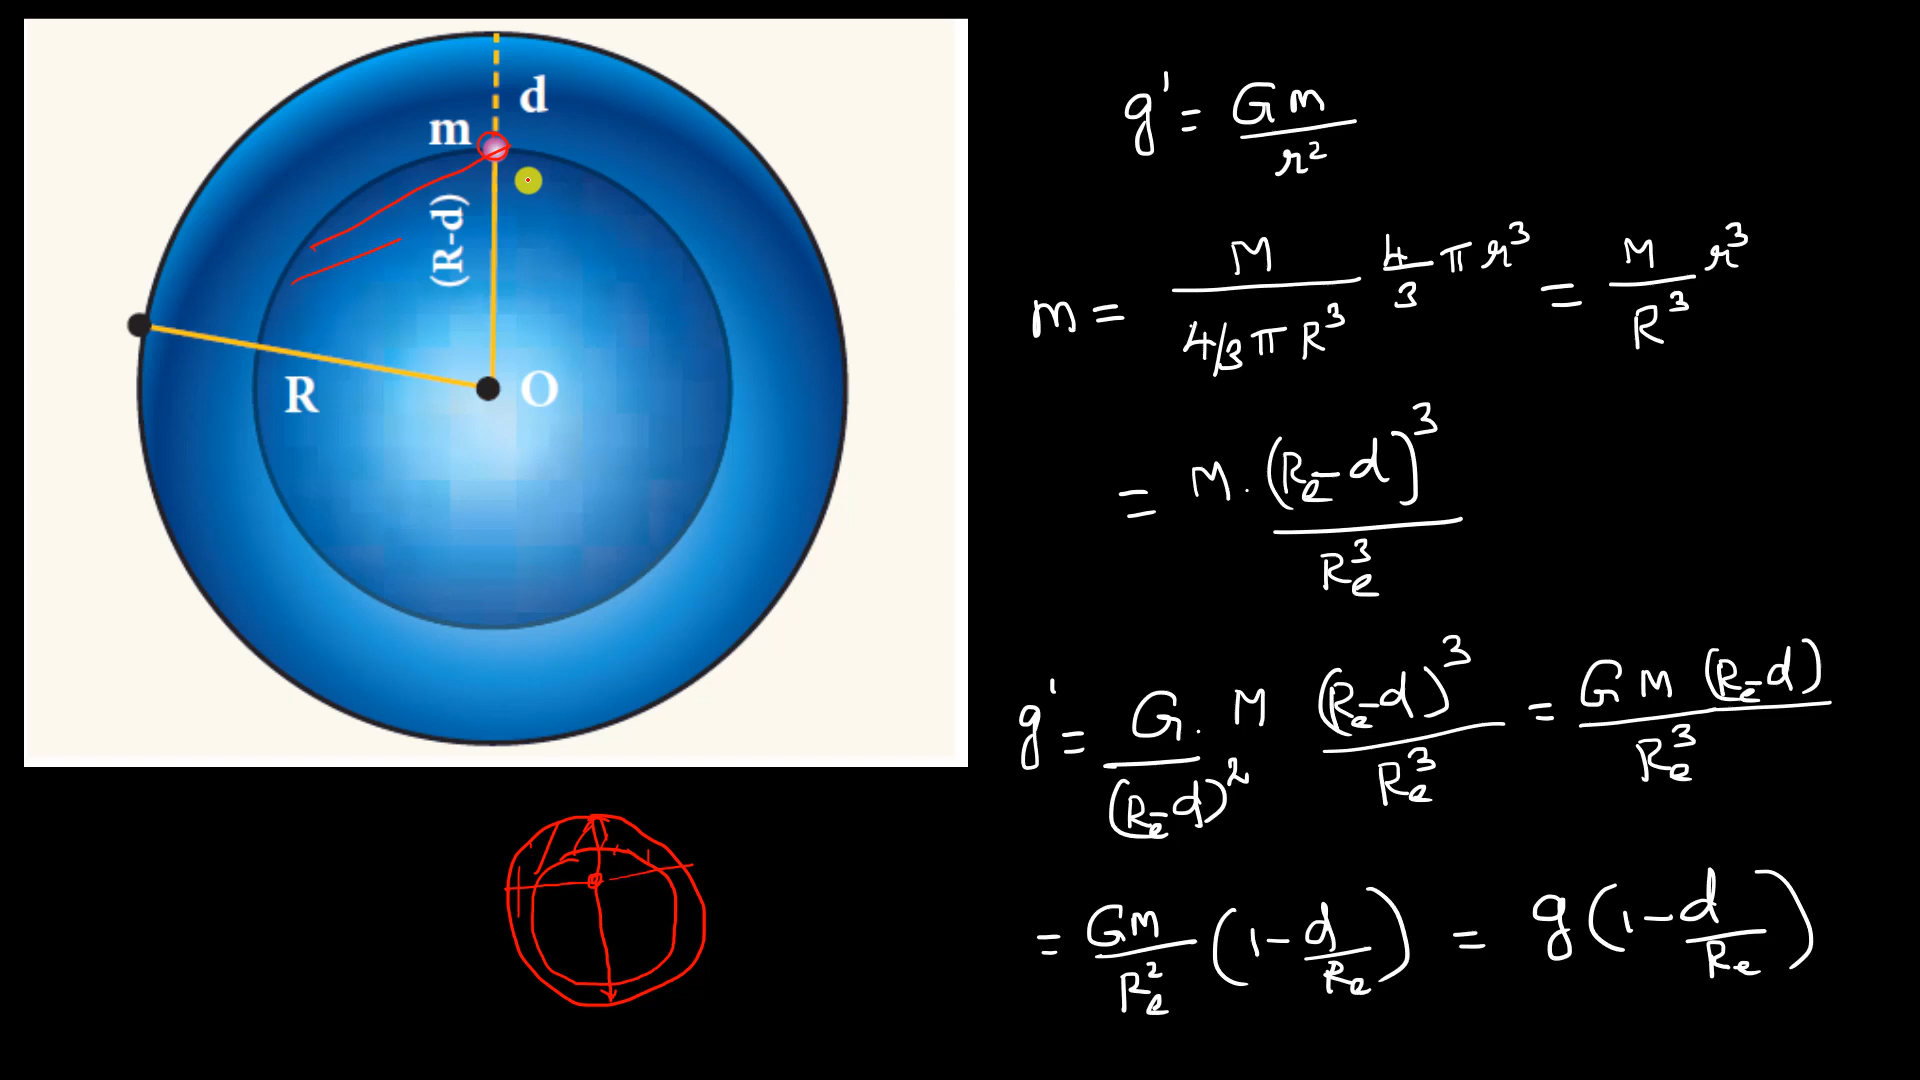 d
m
(R-d)
R
O
g' = Gm/r²
m = M/(4/3 π R³) 4/3 π r³ = M/R³ r³
= M · (Re - d)³/Re³
g' = G · M/(Re - d)² (Re - d)³/Re³ = G M (Re - d)/Re³
= GM/Re² (1 - d/Re) = g (1 - d/Re)